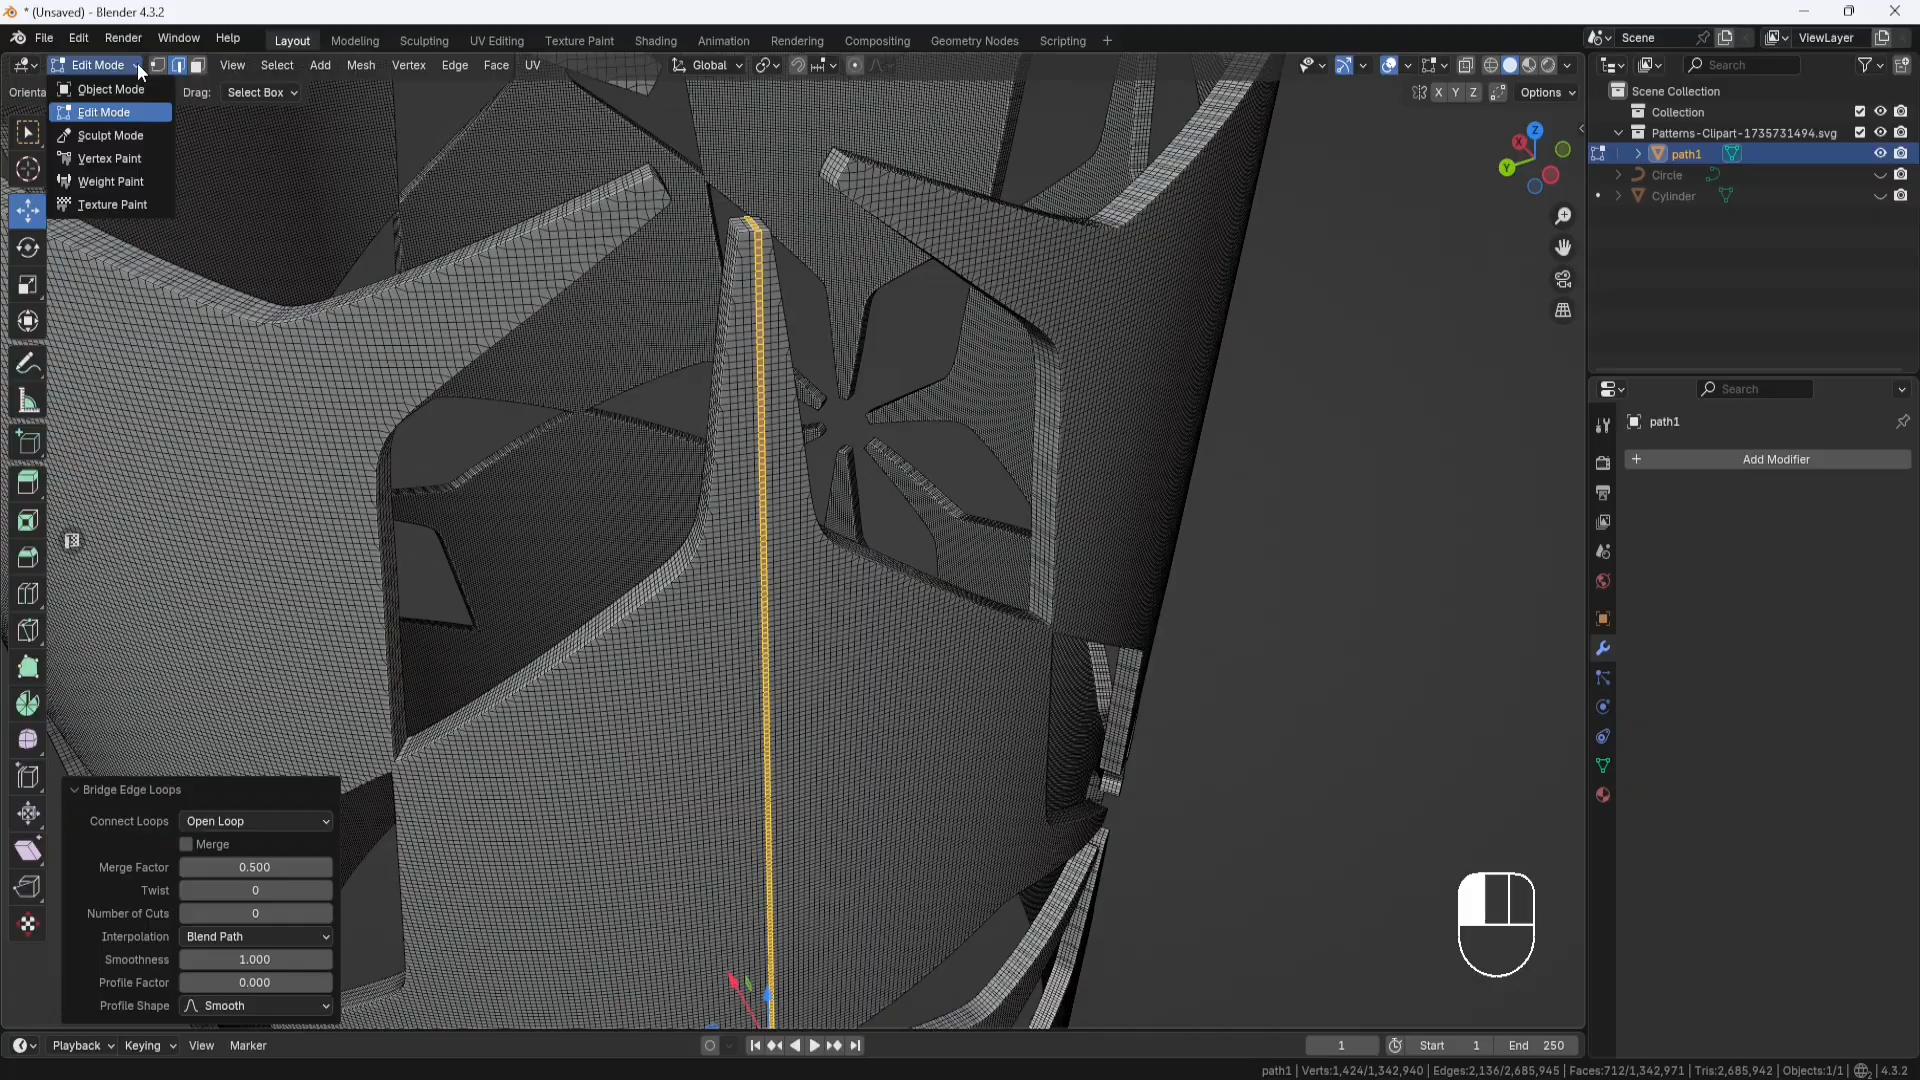 * (Unsaved) - Blender 4.3.2
File Edit Render Window Help Layout Modeling Sculpting UV Editing Texture Paint Shading Animation Rendering Compositing Geometry Nodes Scripting + Scene ViewLayer
Edit Mode View Select Add Mesh Vertex Edge Face UV Global Search
Orienta Drag: Select Box X Y Z Options
Object Mode
Edit Mode
Sculpt Mode
Vertex Paint
Weight Paint
Texture Paint
Z
Y
Scene Collection
Collection
Patterns-Clipart-1735731494.svg
path1
Circle
Cylinder
Search
path1
+ Add Modifier
Bridge Edge Loops
Connect Loops Open Loop
Merge
Merge Factor 0.500
Twist 0
Number of Cuts 0
Interpolation Blend Path
Smoothness 1.000
Profile Factor 0.000
Profile Shape Smooth
Playback Keying View Marker 1 Start 1 End 250
path1 | Verts:1,424/1,342,940 | Edges:2,136/2,685,945 | Faces:712/1,342,971 | Tris:2,685,942 | Objects:1/1 | 4.3.2